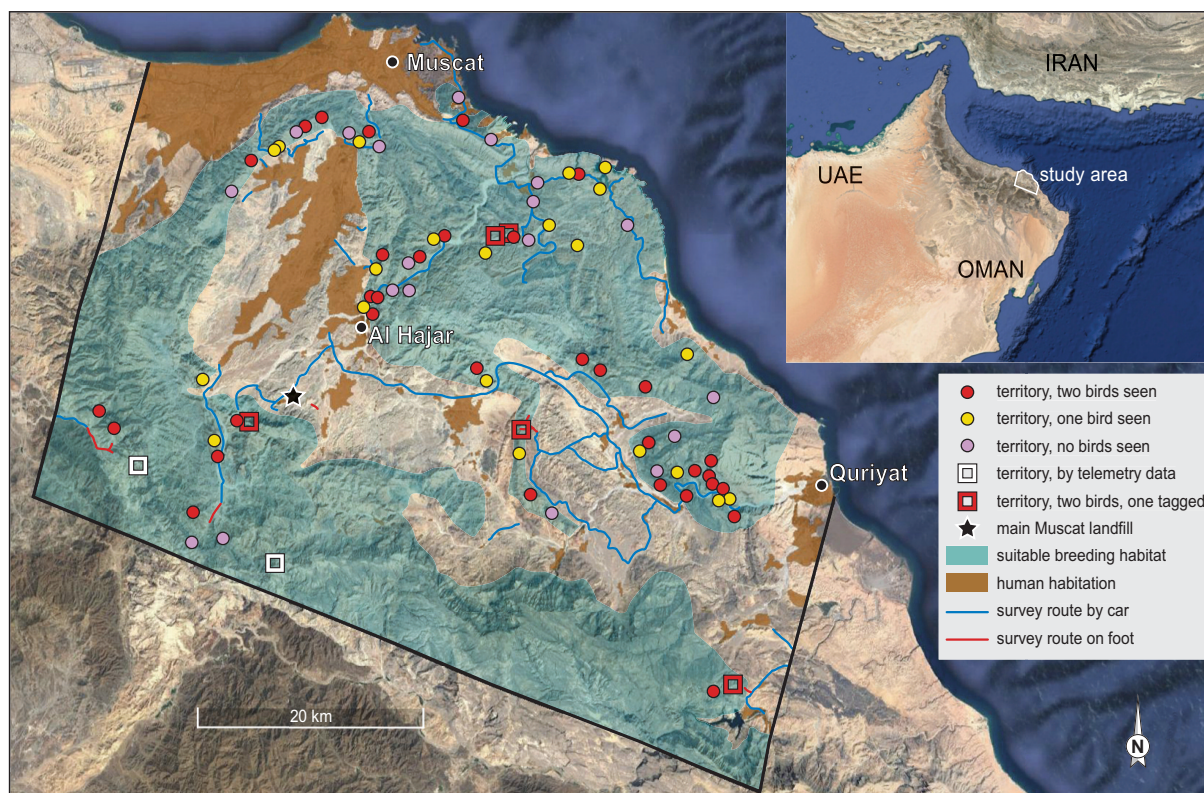 Muscat
Al Hajar
Quriyat
20 km
IRAN
UAE
study area
OMAN
territory, two birds seen
territory, one bird seen
territory, no birds seen
territory, by telemetry data
territory, two birds, one tagged
main Muscat landfill
suitable breeding habitat
human habitation
survey route by car
survey route on foot
N